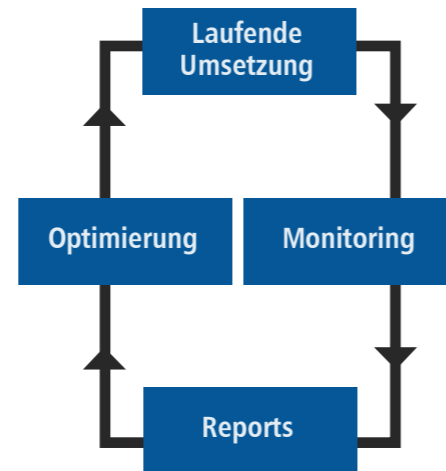 Laufende
Umsetzung
Optimierung
Monitoring
Reports